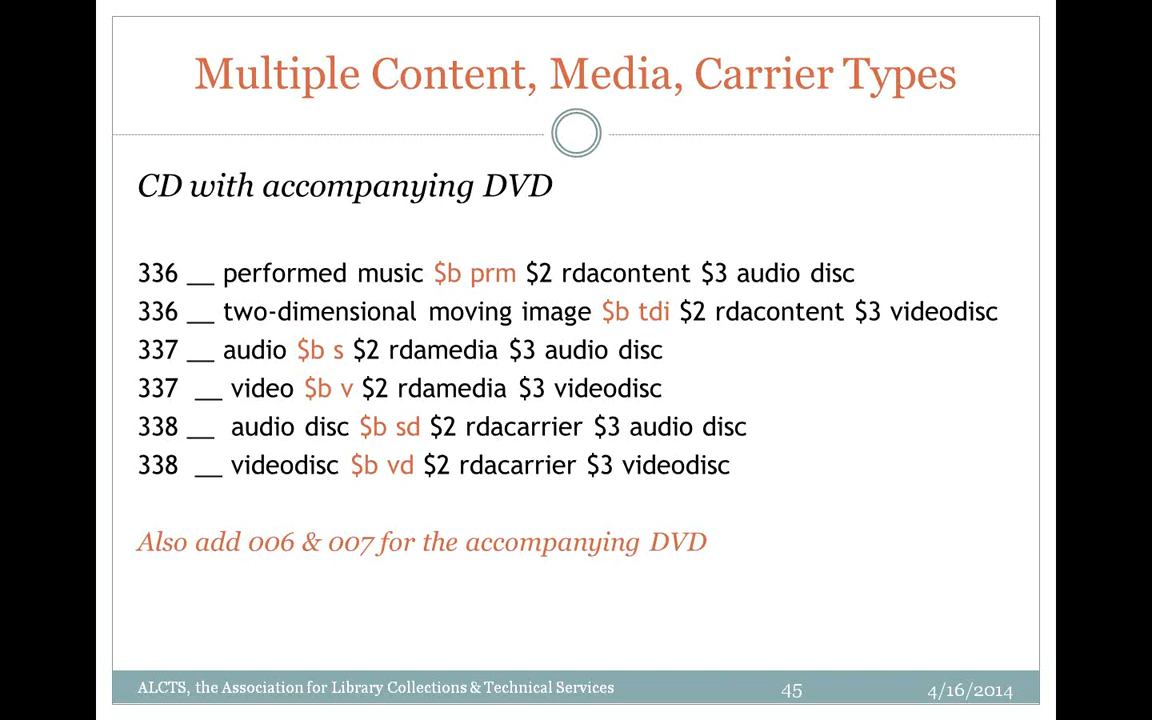 Multiple Content, Media, Carrier Types
CD with accompanying DVD
336 __ performed music $b prm $2 rdacontent $3 audio disc
336 __ two-dimensional moving image $b tdi $2 rdacontent $3 videodisc
337 __ audio $b s $2 rdamedia $3 audio disc
337 __ video $b v $2 rdamedia $3 videodisc
338 __ audio disc $b sd $2 rdacarrier $3 audio disc
338 __ videodisc $b vd $2 rdacarrier $3 videodisc
Also add 006 & 007 for the accompanying DVD
ALCTS, the Association for Library Collections & Technical Services 45 4/16/2014